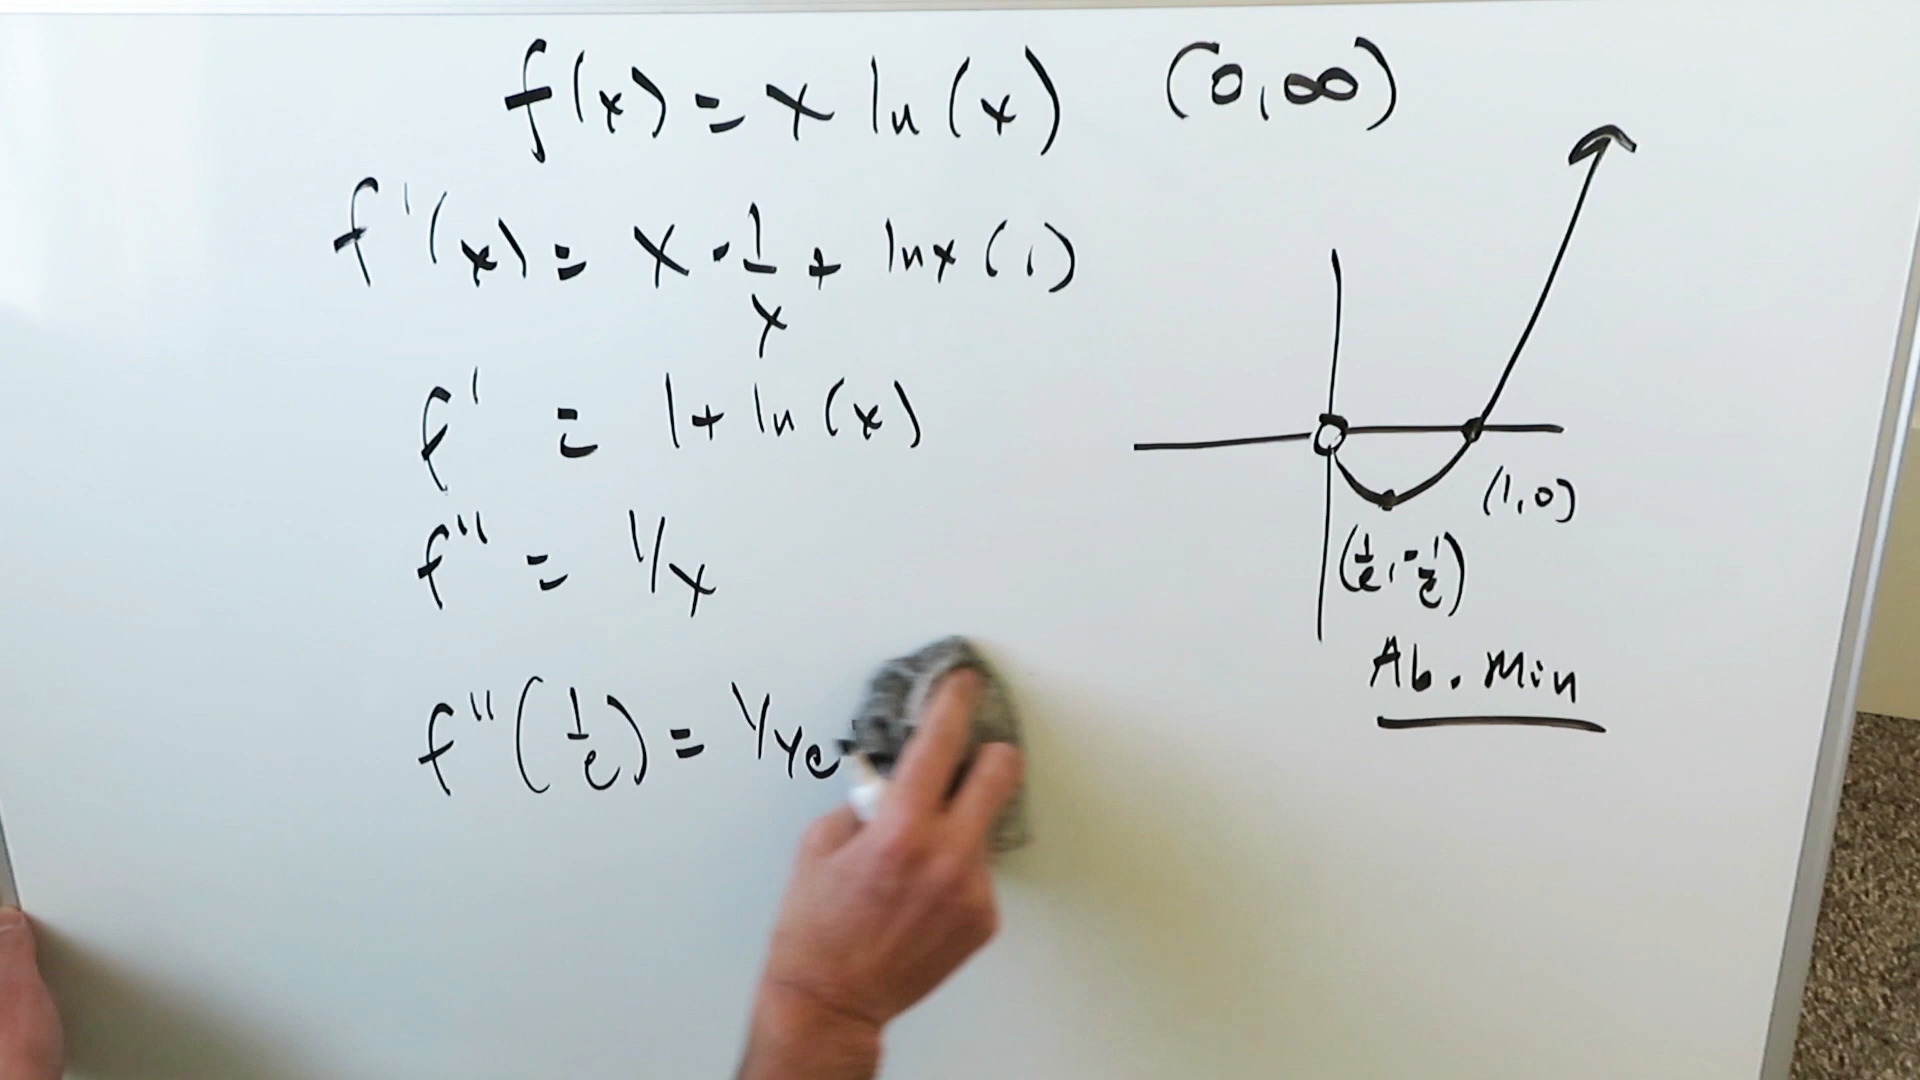 f(x) = x ln(x) (0,∞)
f'(x) = x · 1/x + lnx (1)
f' = 1 + ln(x)
f'' = 1/x
f''(1/e) = 1/1/e
(1,0)
(1/e, -1/e)
Ab. Min